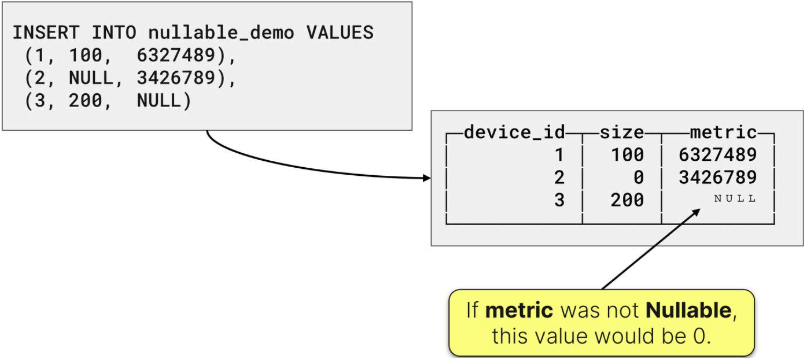 INSERT INTO nullable_demo VALUES
(1, 100, 6327489),
(2, NULL, 3426789),
(3, 200, NULL)
device_id size metric
1 100 6327489
2 0 3426789
3 200 NULL
If metric was not Nullable,
this value would be 0.